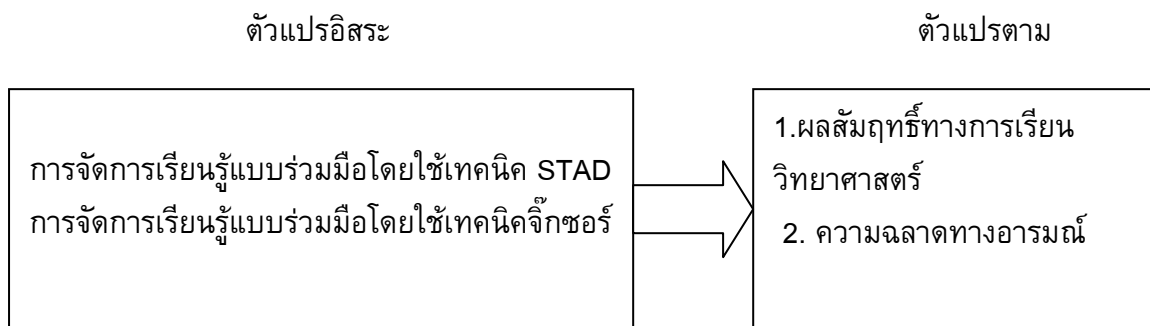 ตัวแปรอิสระ
ตัวแปรตาม
การจัดการเรียนรู้แบบร่วมมือโดยใช้เทคนิค STAD
การจัดการเรียนรู้แบบร่วมมือโดยใช้เทคนิคจิ๊กซอร์
1.ผลสัมฤทธิ์ทางการเรียน
วิทยาศาสตร์
2. ความฉลาดทางอารมณ์